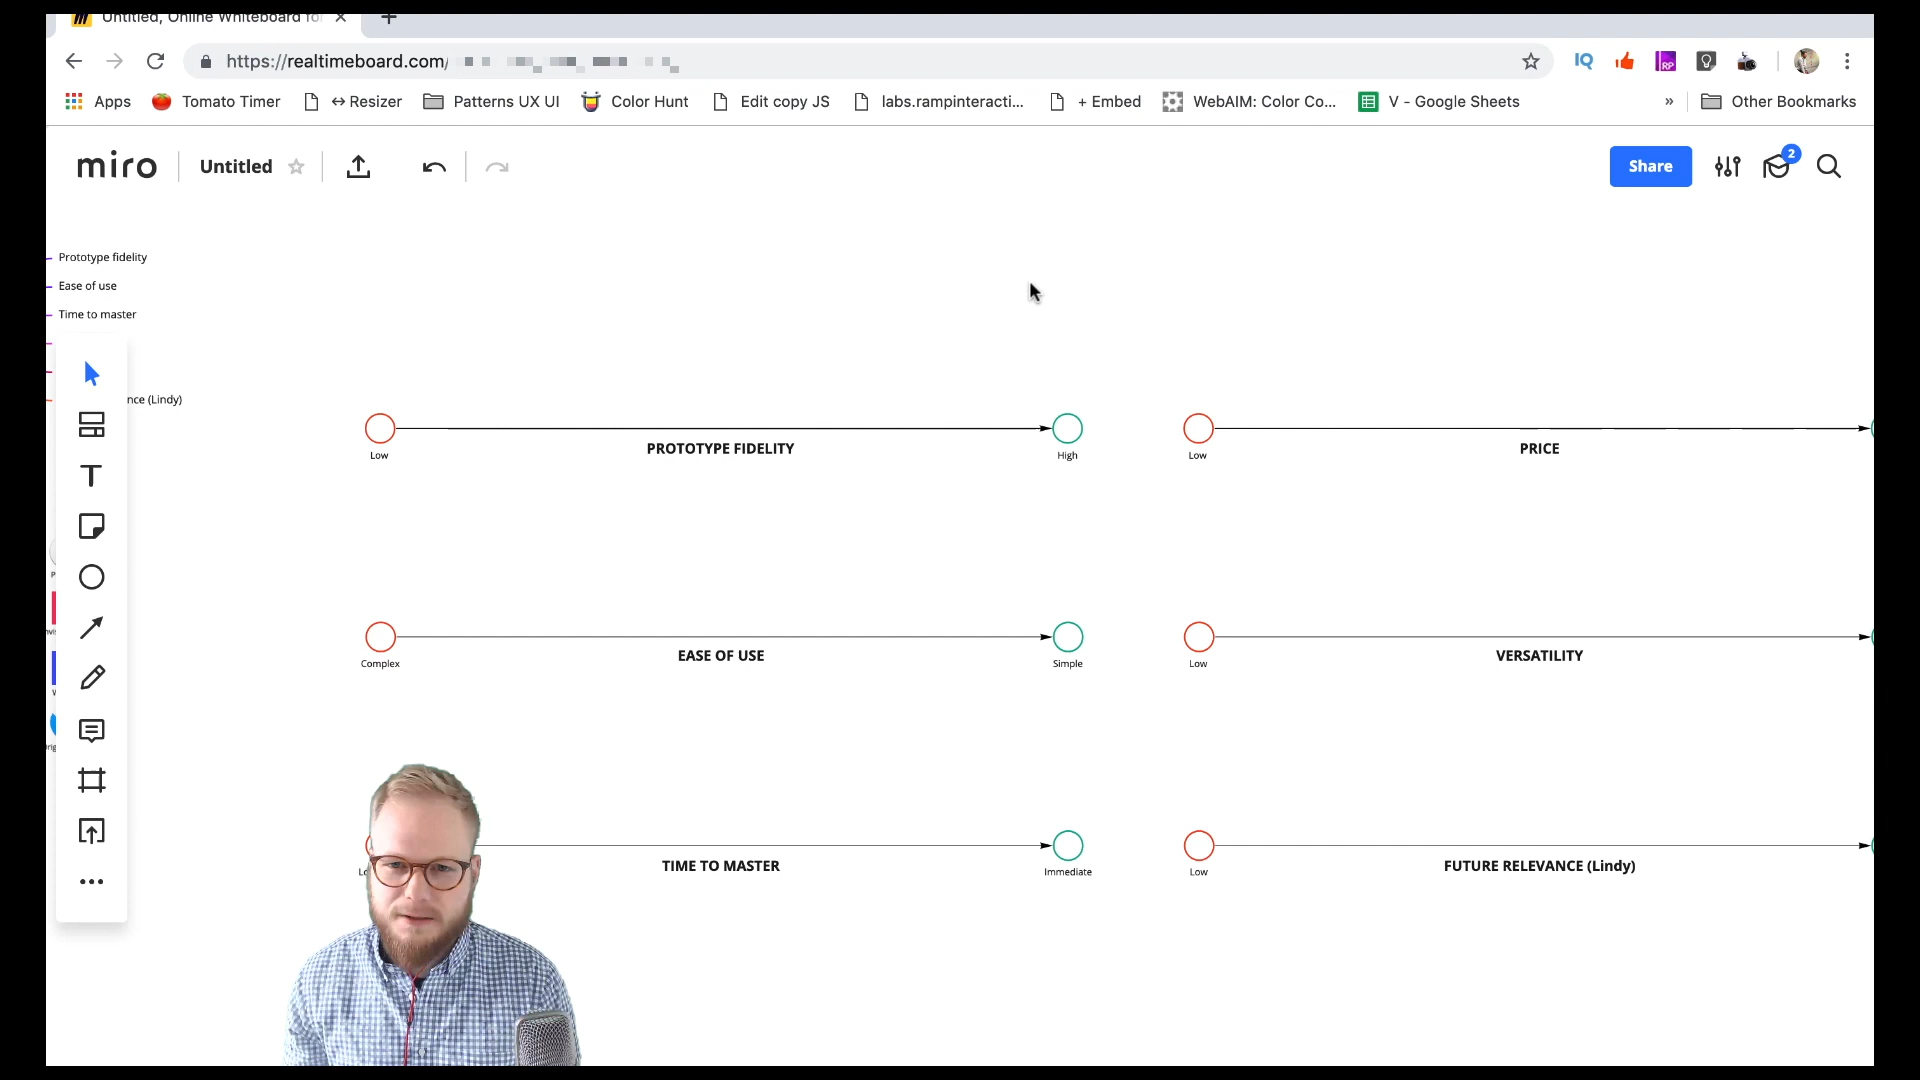 Untitled, Online Whiteboard for
https://realtimeboard.com/
Apps Tomato Timer ↔ Resizer Patterns UX UI Color Hunt Edit copy JS labs.rampinteracti... + Embed WebAIM: Color Co... V - Google Sheets » Other Bookmarks
miro Untitled Share 2
Prototype fidelity
Ease of use
Time to master
nce (Lindy)
Low PROTOTYPE FIDELITY High
Low PRICE
Complex EASE OF USE Simple
Low VERSATILITY
TIME TO MASTER Immediate
Low FUTURE RELEVANCE (Lindy)